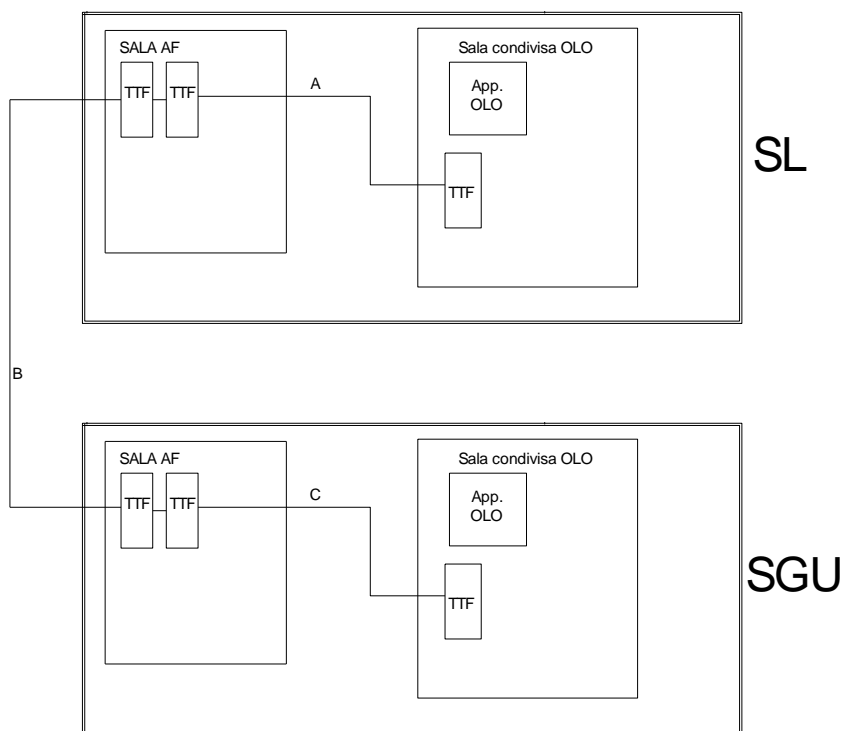 SALA AF
Sala condivisa OLO
TTF
TTF
A
App.
OLO
TTF
SL
B
SALA AF
Sala condivisa OLO
TTF
TTF
C
App.
OLO
TTF
SGU